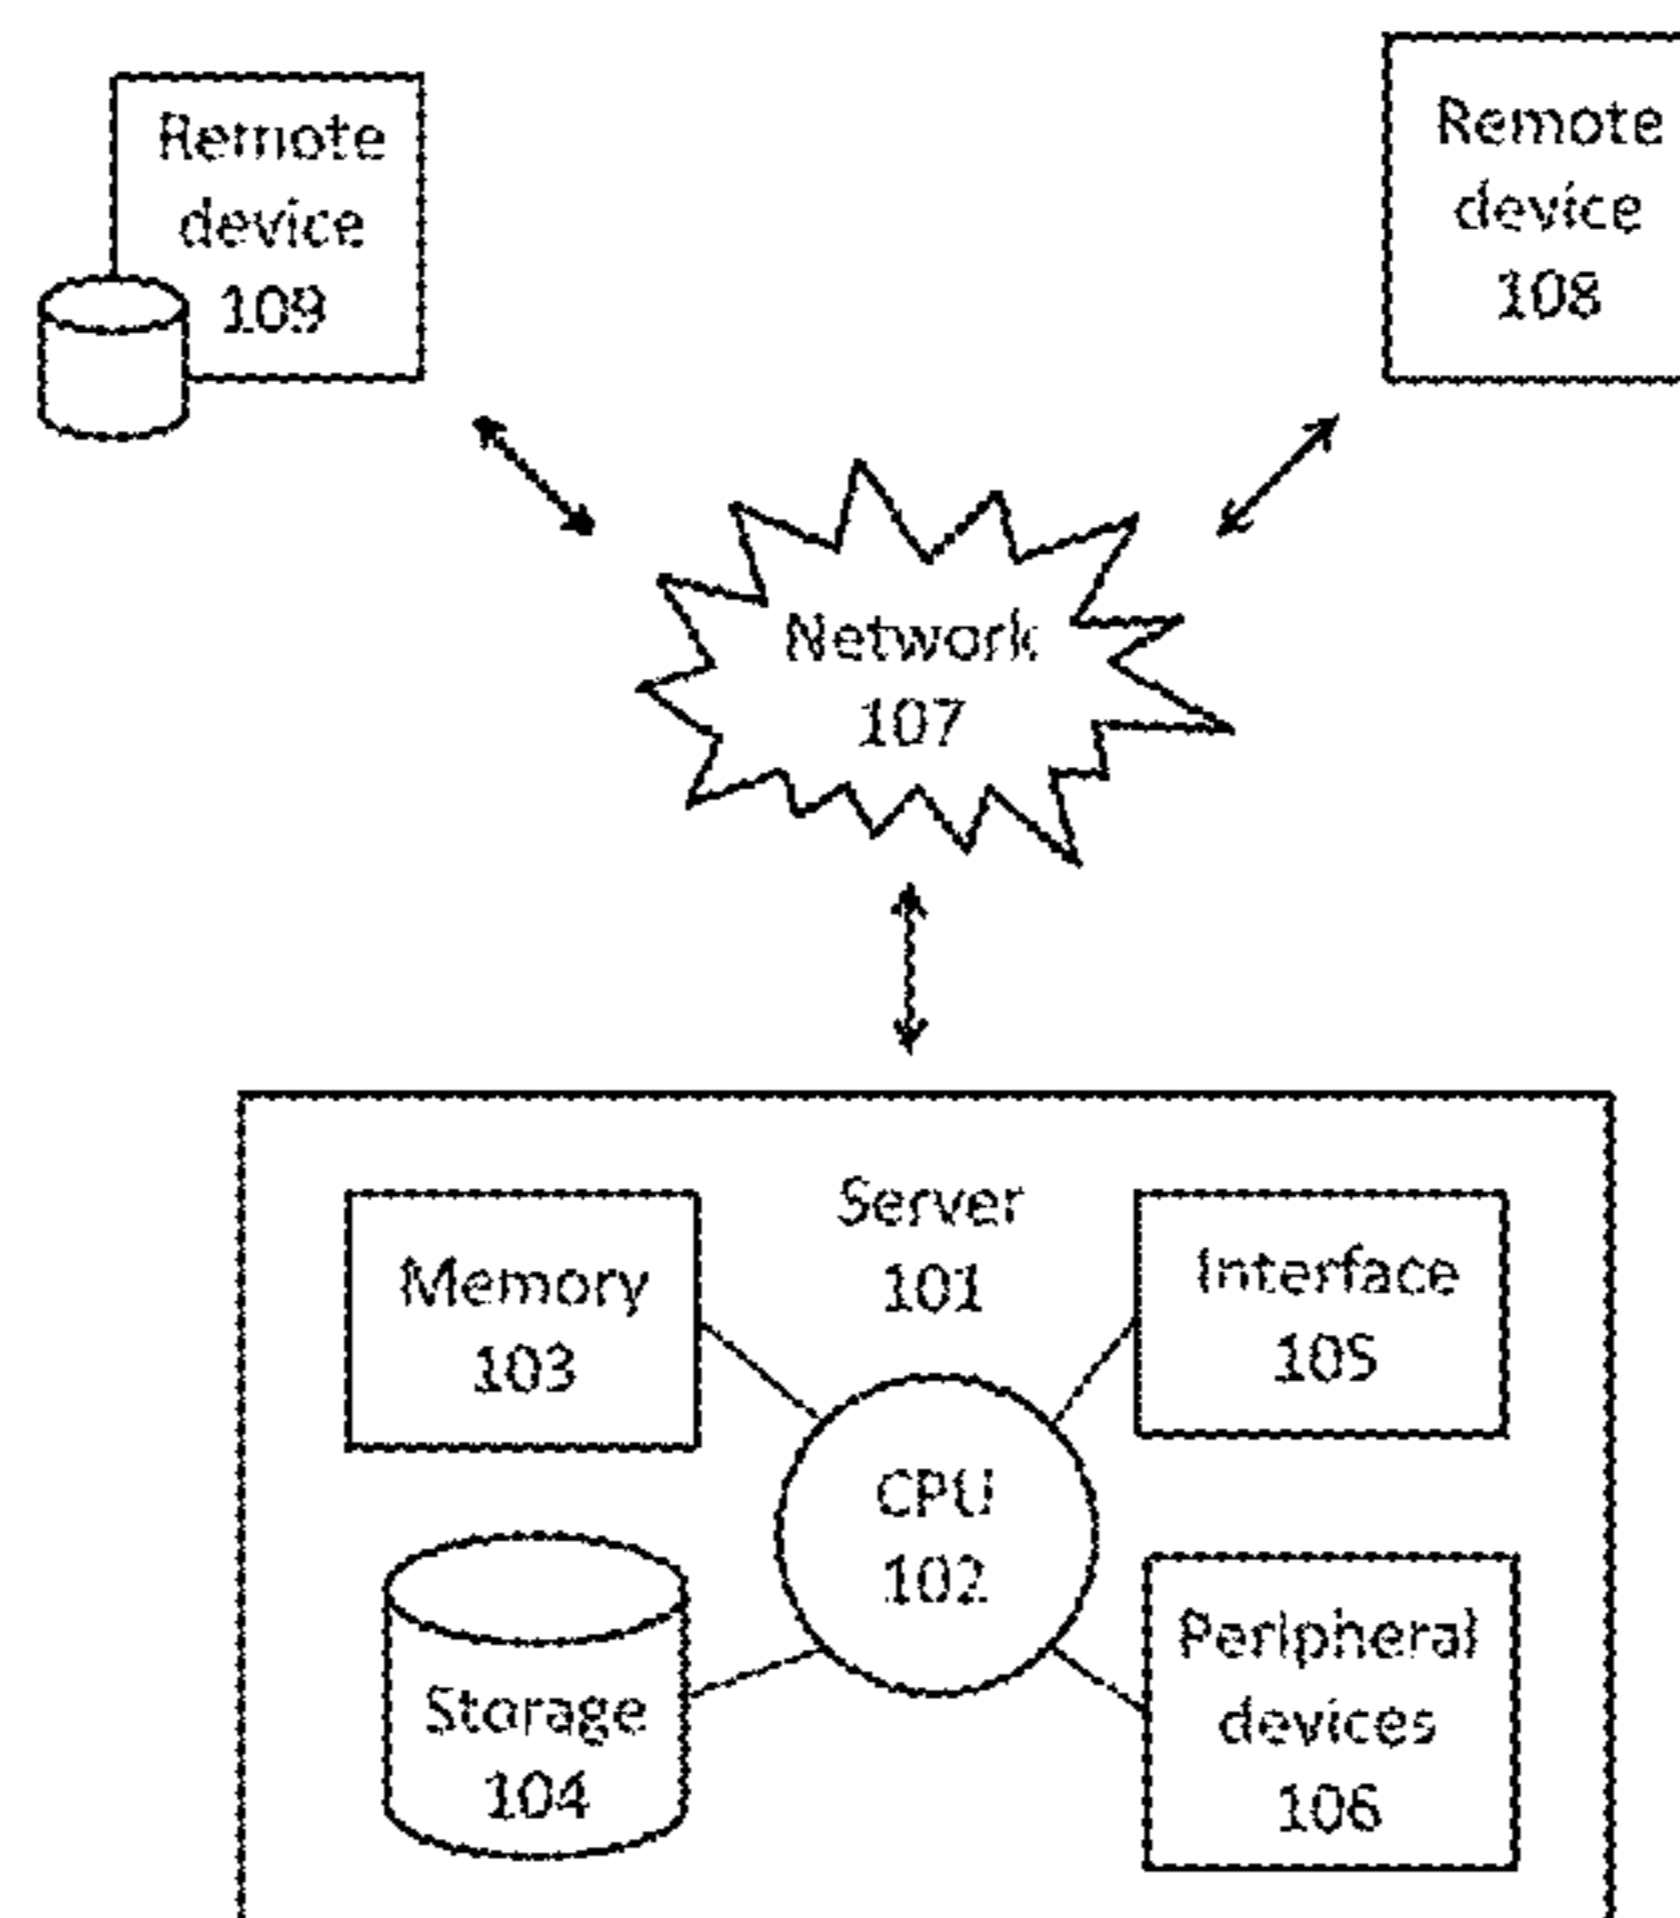 Remote
device
109
Remote
device
108
Network
107
Server
101
Memory
103
Interface
105
CPU
102
Storage
104
Peripheral
devices
106